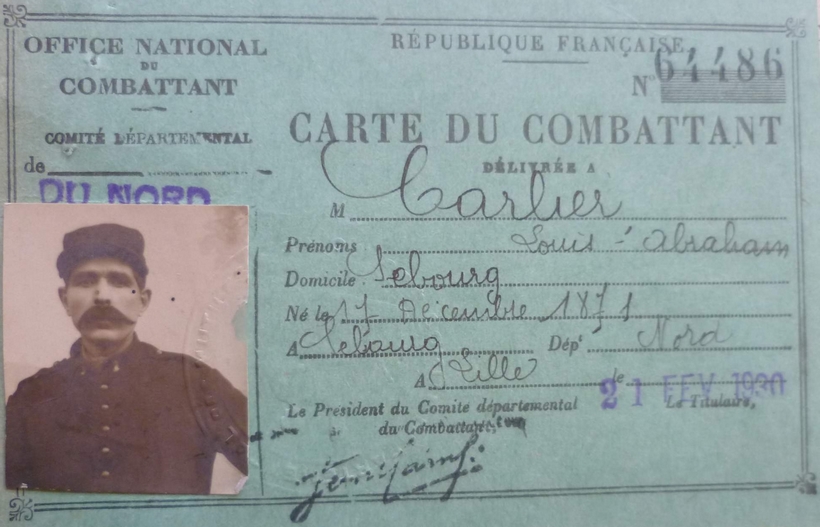 OFFICE NATIONAL
DU
COMBATTANT
COMITÉ DÉPARTEMENTAL
de
DU NORD
RÉPUBLIQUE FRANÇAISE
N° 64486
CARTE DU COMBATTANT
DÉLIVRÉE A
M Carlier
Prénoms Louis - Abraham
Domicile Sebourg
Né le 17 Décembre 1871
A Sebourg Dépt Nord
A Lille le 21 FEV 1930
Le President du Comité départemental
du Combattant,
Le Titulaire,